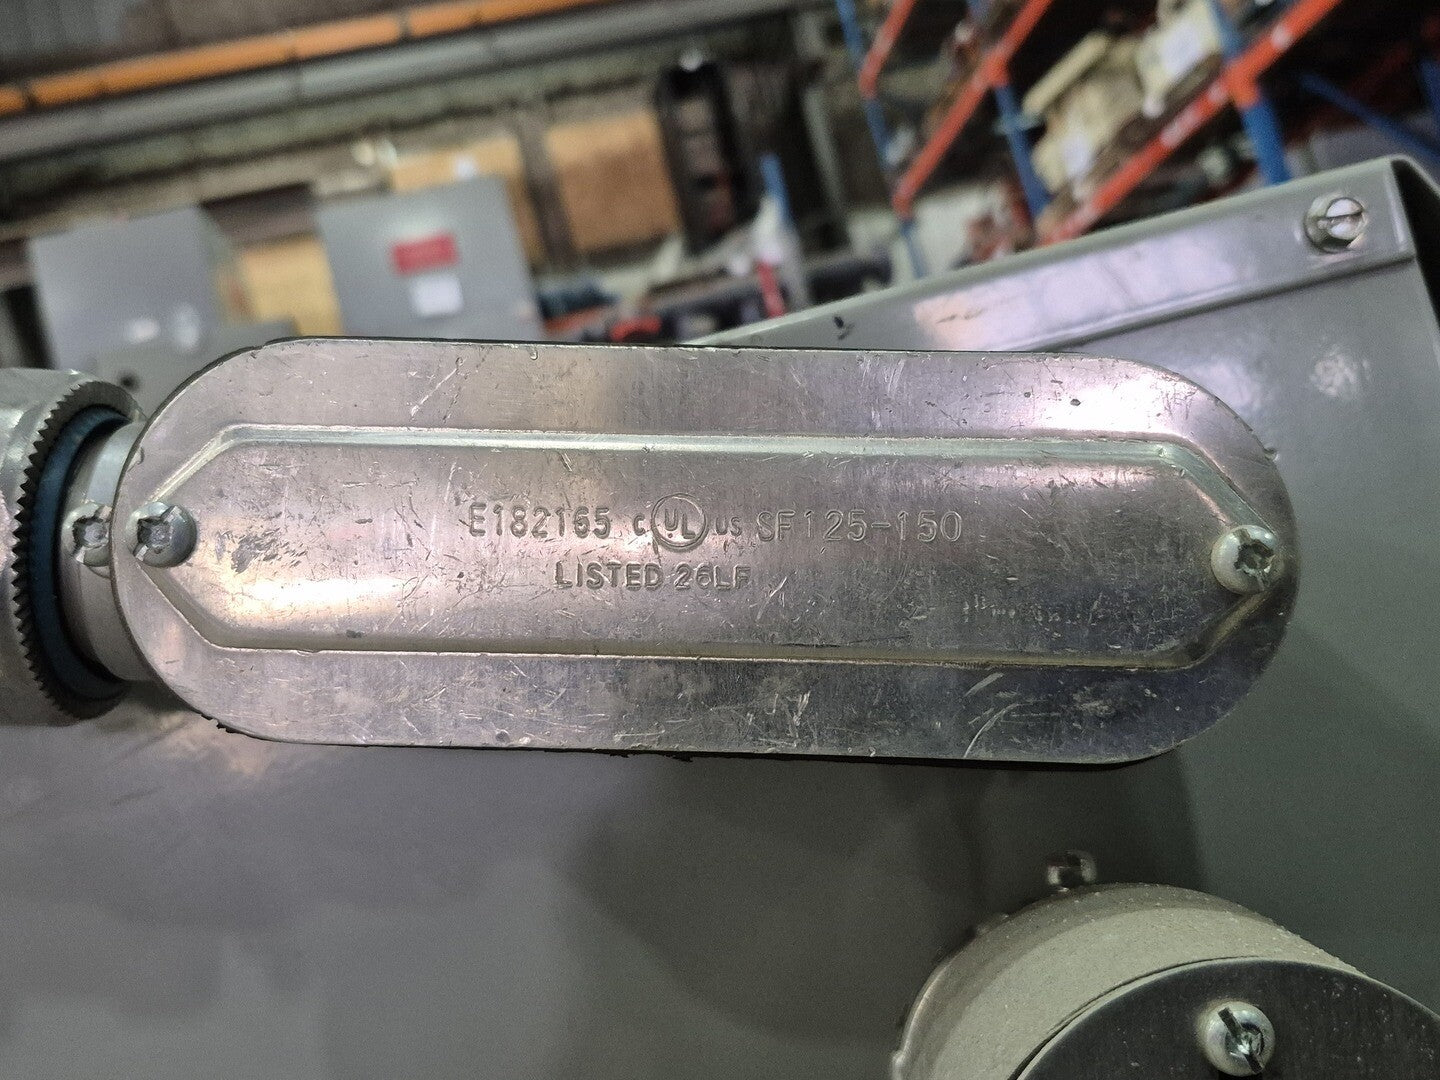 E182165 c UL us SF125-150
LISTED 26LF